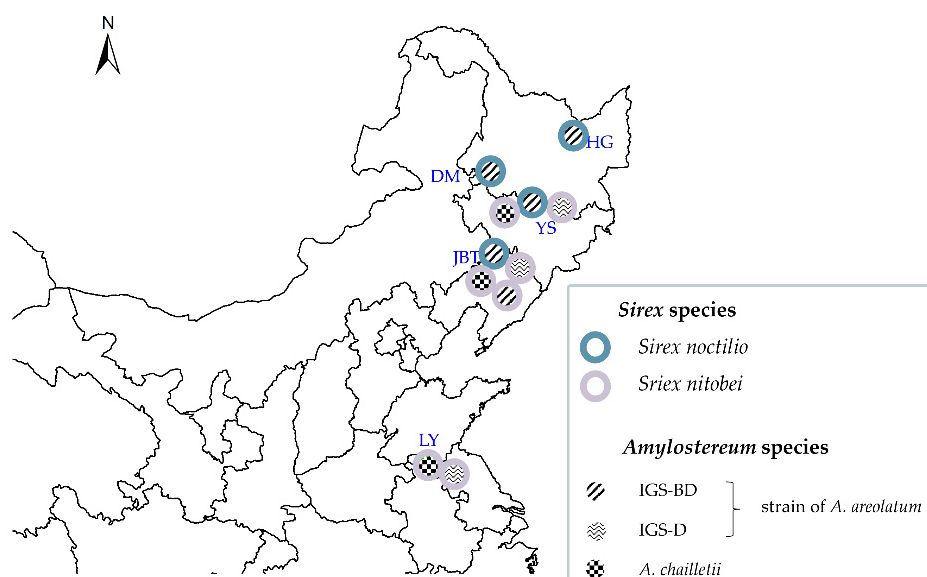 N
HG
DM
YS
JBT
Sirex species
Sirex noctilio
Sriex nitobei
LY
Amylostereum species
IGS-BD
strain of A. areolatum
IGS-D
A. chailletii